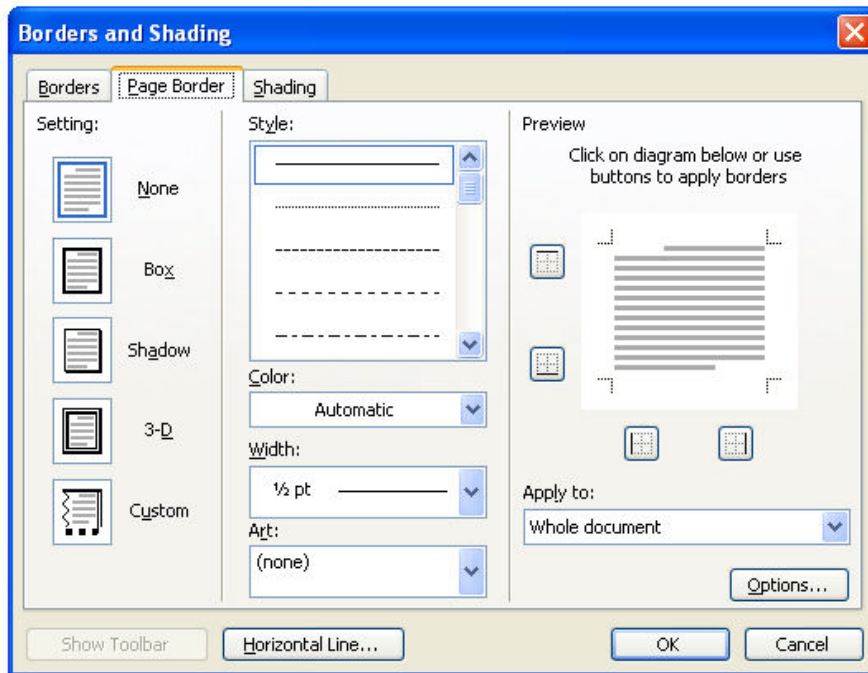 Borders and Shading
Borders
Page Border
Shading
Setting:
None
Box
Shadow
3-D
Custom
Style:
Color:
Automatic
Width:
½ pt
Art:
(none)
Preview
Click on diagram below or use
buttons to apply borders
Apply to:
Whole document
Options...
Show Toolbar
Horizontal Line...
OK
Cancel